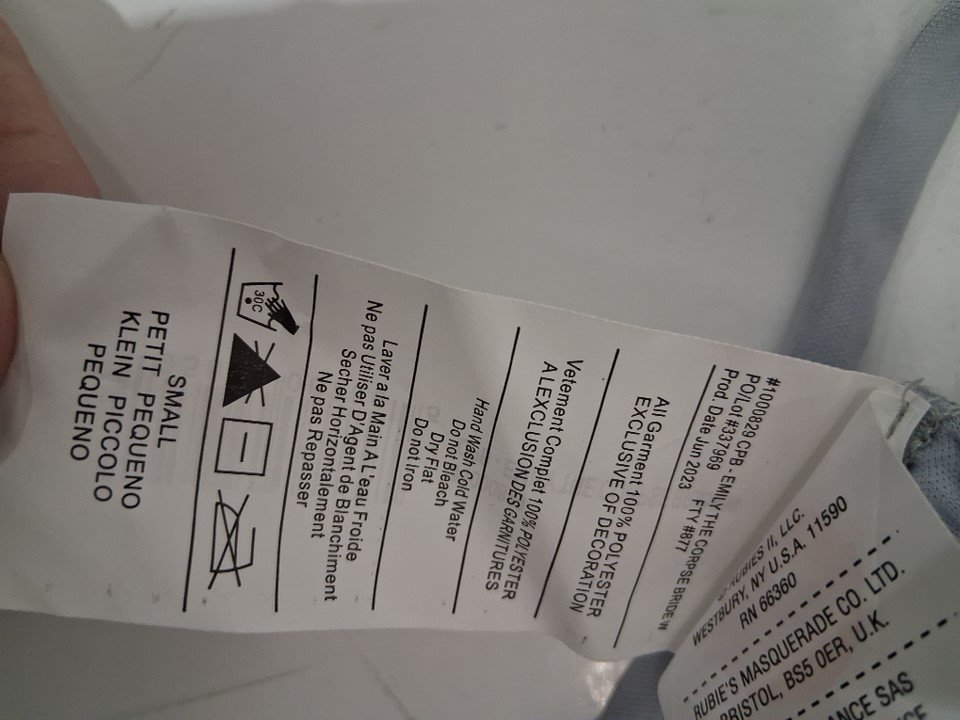 #1000829 CPB - EMILY THE CORPSE BRIDE W
PO/Lot #337969
Prod. Date Jun 2023 FTY #877
All Garment 100% POLYESTER
EXCLUSIVE OF DECORATION
Vetement Complet 100% POLYESTER
A LEXCLUSION DES GARNITURES
Hand Wash Cold Water
Do not Bleach
Dry Flat
Do not Iron
Laver a la Main A L'eau Froide
Ne pas Utiliser D'Agent de Blanchiment
Secher Horizontalement
Ne pas Repasser
30C
SMALL
PETIT PEQUENO
KLEIN PICCOLO
PEQUENO
© RUBIES II, LLC.
WESTBURY, NY U.S.A. 11590
RN 66360
RUBIE'S MASQUERADE CO. LTD.
BRISTOL, BS5 0ER, U.K.
SAS